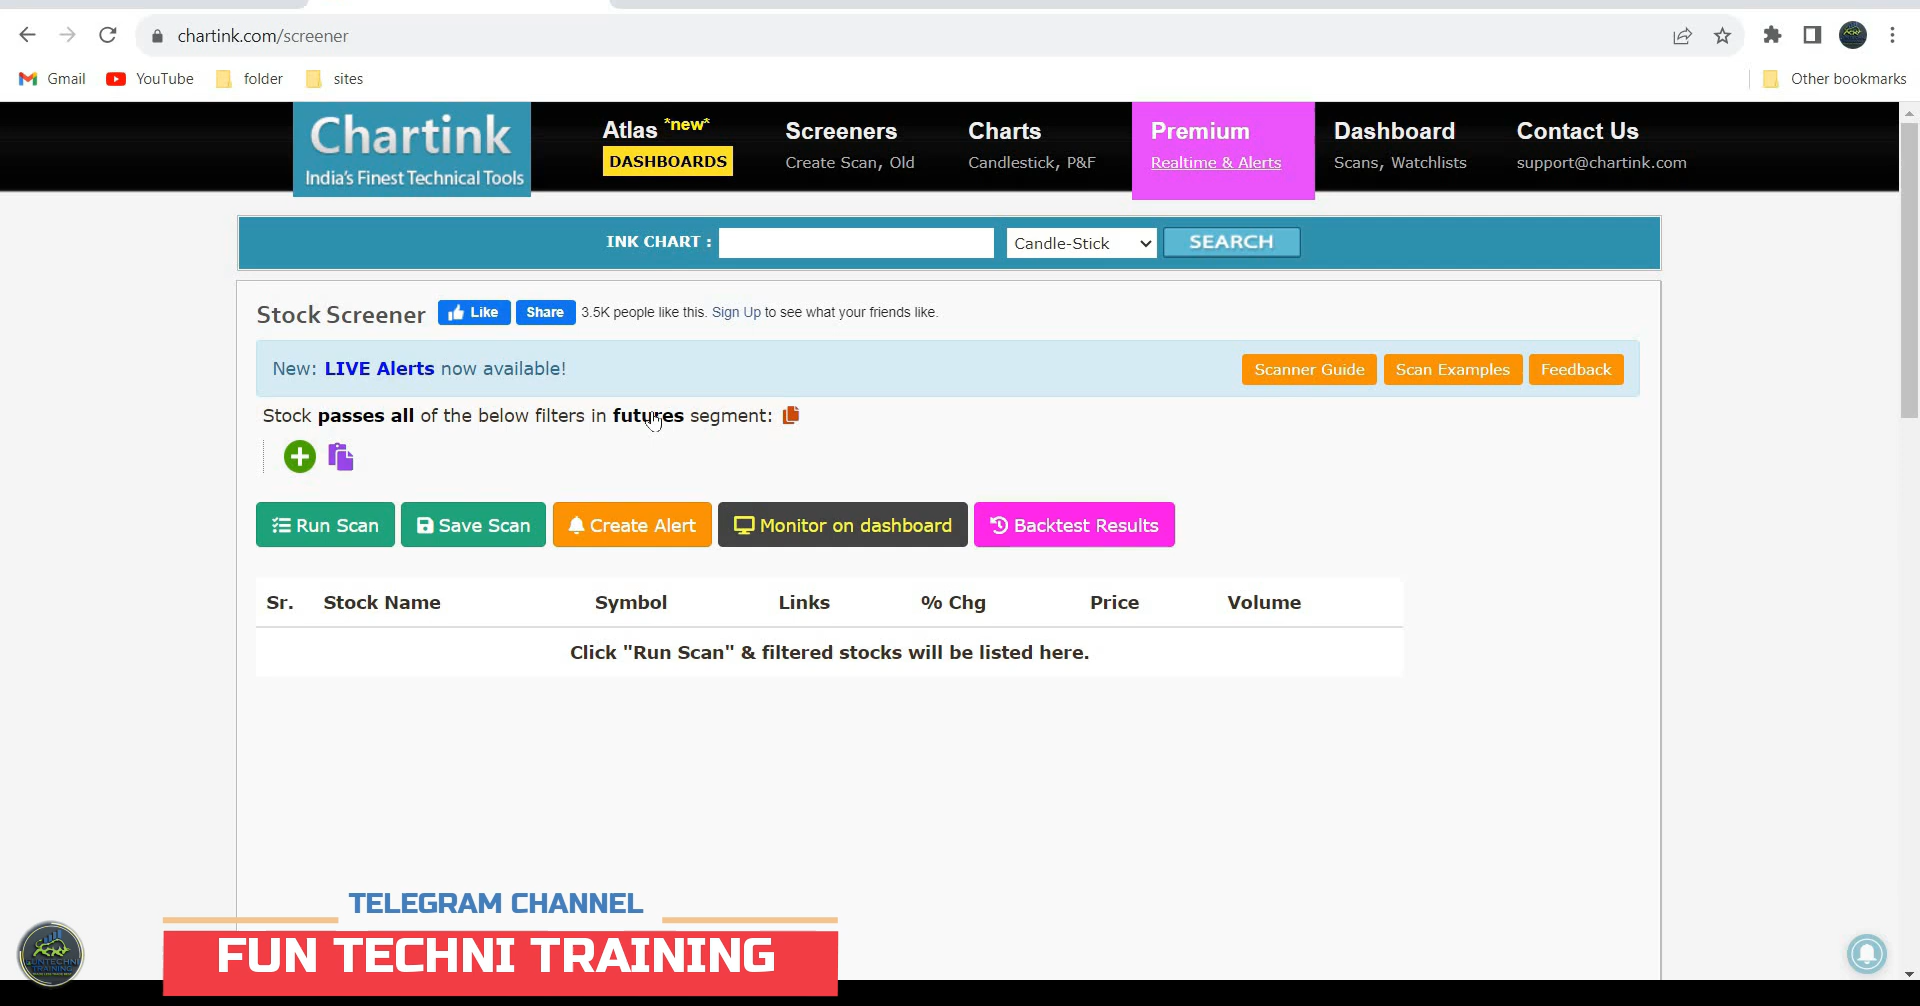 chartink.com/screener
Gmail YouTube folder sites Other bookmarks
Chartink
India's Finest Technical Tools
Atlas *new*
DASHBOARDS
Screeners
Create Scan, Old
Charts
Candlestick, P&F
Premium
Realtime & Alerts
Dashboard
Scans, Watchlists
Contact Us
support@chartink.com
INK CHART : Candle-Stick SEARCH
Stock Screener Like Share 3.5K people like this. Sign Up to see what your friends like.
New: LIVE Alerts now available! Scanner Guide Scan Examples Feedback
Stock passes all of the below filters in futures segment:
Run Scan Save Scan Create Alert Monitor on dashboard Backtest Results
Sr. Stock Name Symbol Links % Chg Price Volume
Click "Run Scan" & filtered stocks will be listed here.
TELEGRAM CHANNEL
FUN TECHNI TRAINING